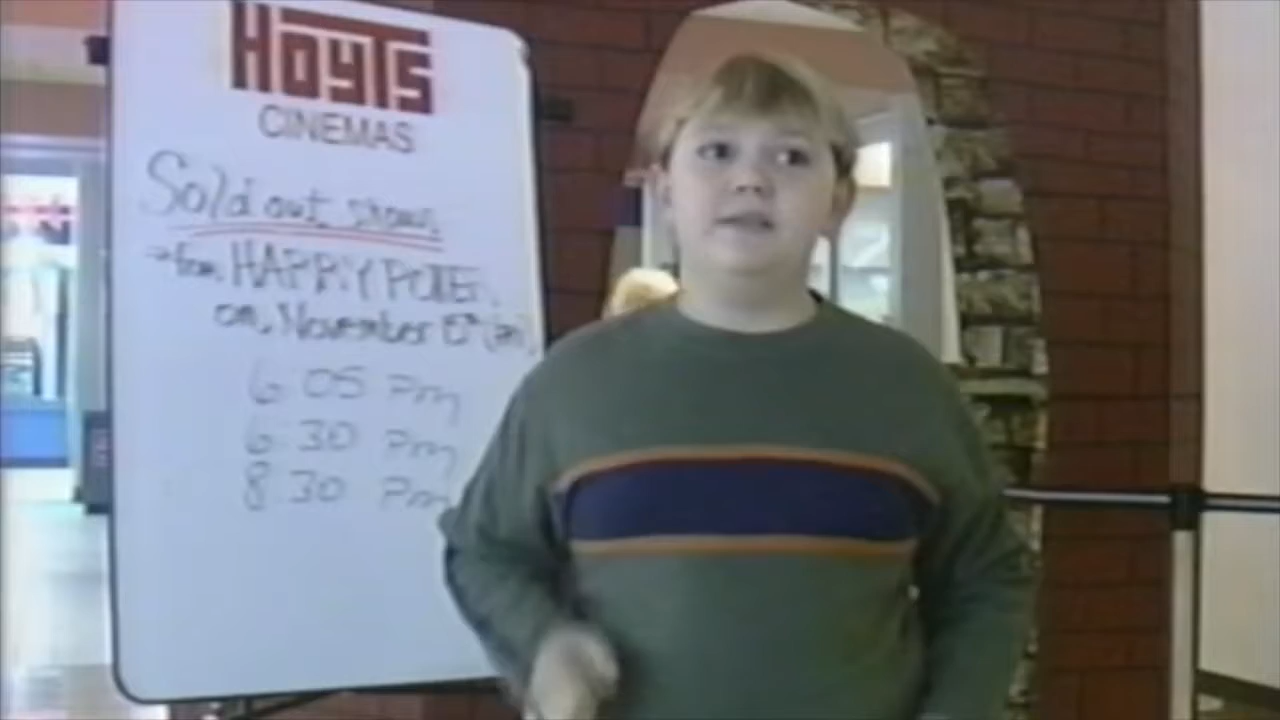 HOYTS
CINEMAS
Sold out shows
for HARRY POTTER
on November
6:05 pm
6:30 pm
8:30 pm